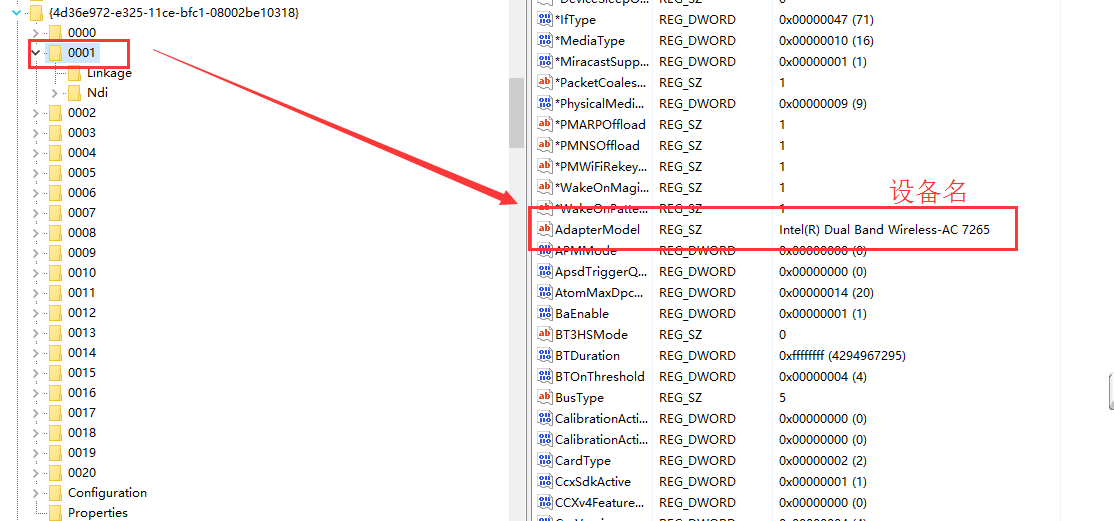 {4d36e972-e325-11ce-bfc1-08002be10318}
0000
0001
Linkage
Ndi
0002
0003
0004
0005
0006
0007
0008
0009
0010
0011
0012
0013
0014
0015
0016
0017
0018
0019
0020
Configuration
Properties
*IfType REG_DWORD 0x00000047 (71)
*MediaType REG_DWORD 0x00000010 (16)
*MiracastSupp... REG_DWORD 0x00000001 (1)
*PacketCoales... REG_SZ 1
*PhysicalMedi... REG_DWORD 0x00000009 (9)
*PMARPOffload REG_SZ 1
*PMNSOffload REG_SZ 1
*PMWiFiRekey... REG_SZ 1
*WakeOnMagi... REG_SZ 1
设备名
*WakeOnPatte... REG_SZ 1
AdapterModel REG_SZ Intel(R) Dual Band Wireless-AC 7265
APMMode REG_DWORD 0x00000000 (0)
ApsdTriggerQ... REG_DWORD 0x00000000 (0)
AtomMaxDpc... REG_DWORD 0x00000014 (20)
BaEnable REG_DWORD 0x00000001 (1)
BT3HSMode REG_SZ 0
BTDuration REG_DWORD 0xffffffff (4294967295)
BTOnThreshold REG_DWORD 0x00000004 (4)
BusType REG_SZ 5
CalibrationActi... REG_DWORD 0x00000000 (0)
CalibrationActi... REG_DWORD 0x00000000 (0)
CardType REG_DWORD 0x00000002 (2)
CcxSdkActive REG_DWORD 0x00000001 (1)
CCXv4Feature... REG_DWORD 0x00000000 (0)